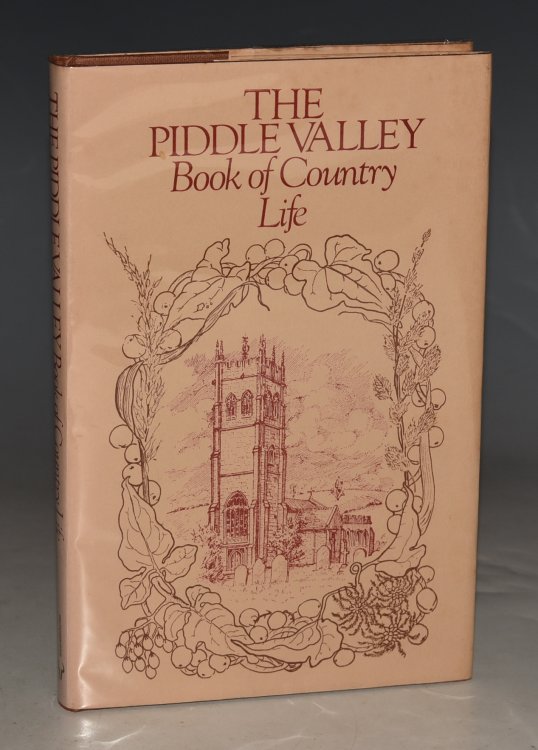 THE
PIDDLE VALLEY
Book of Country
Life
THE PIDDLE VALLEY Book of Country Life